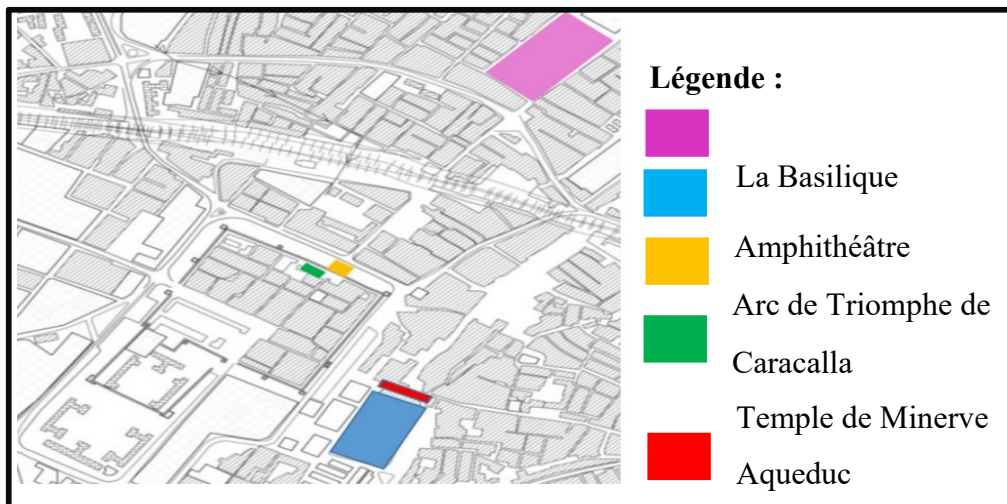 Légende :
La Basilique
Amphithéâtre
Arc de Triomphe de
Caracalla
Temple de Minerve
Aqueduc